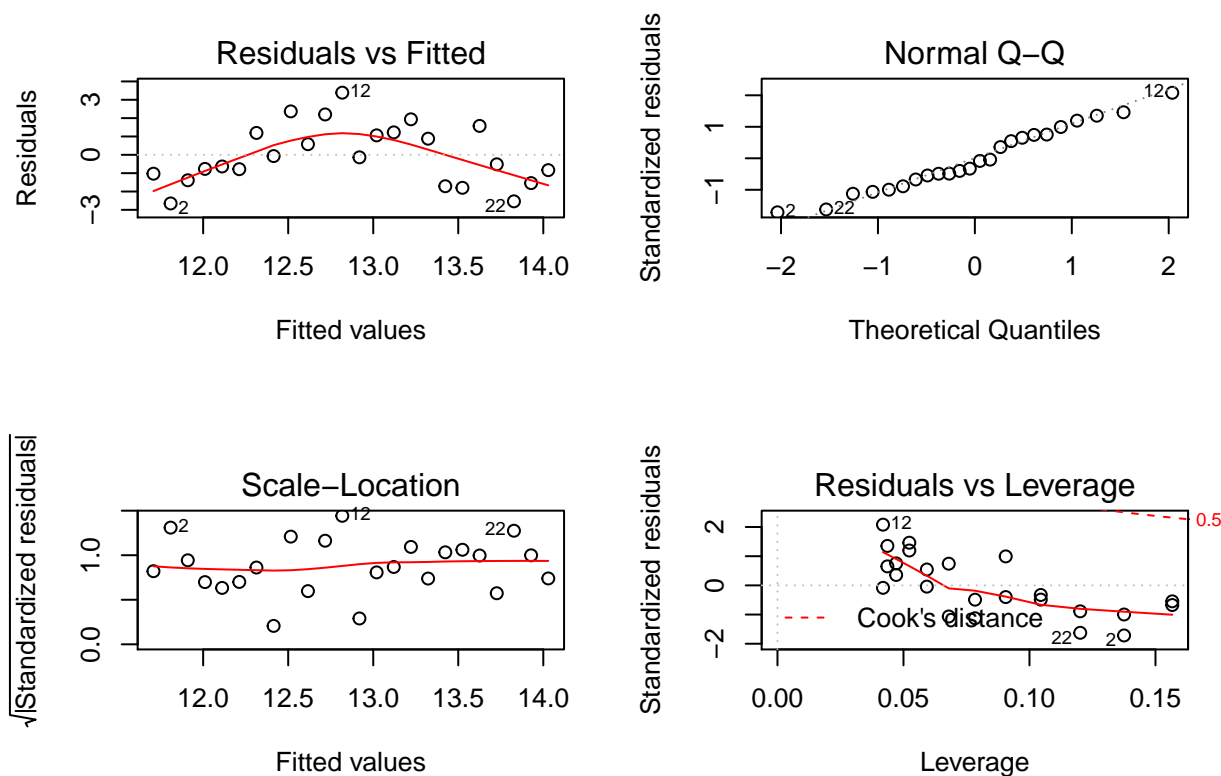 Residuals vs Fitted
Residuals
3
0
−3
12
2
22
12.0 12.5 13.0 13.5 14.0
Fitted values
Normal Q−Q
Standardized residuals
1
−1
12
2
22
−2 −1 0 1 2
Theoretical Quantiles
Scale−Location
√|Standardized residuals|
1.0
0.0
2
12
22
12.0 12.5 13.0 13.5 14.0
Fitted values
Residuals vs Leverage
Standardized residuals
2
0
−2
12
0.5
Cook's distance
22
2
0.00 0.05 0.10 0.15
Leverage